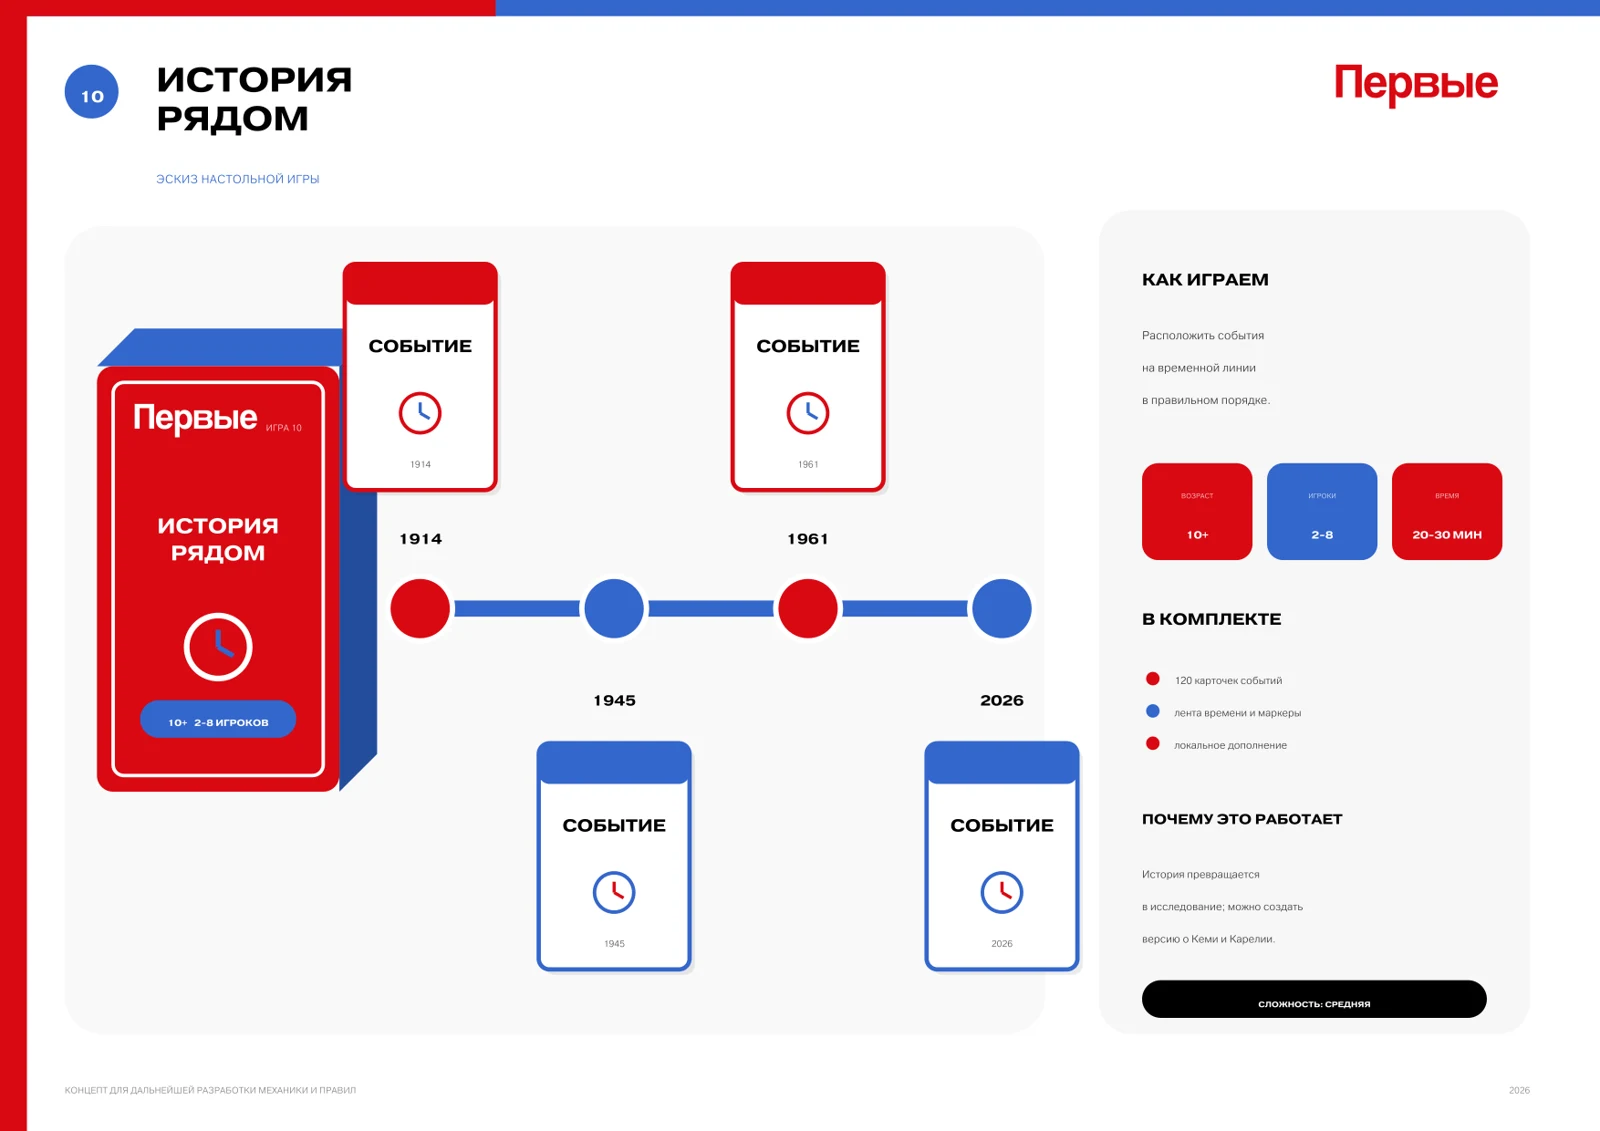 10
ИСТОРИЯ
РЯДОМ
Первые
ЭСКИЗ НАСТОЛЬНОЙ ИГРЫ
Первые
ИГРА 10
ИСТОРИЯ
РЯДОМ
10+ 2-8 ИГРОКОВ
СОБЫТИЕ
1914
СОБЫТИЕ
1961
1914
1961
1945
2026
СОБЫТИЕ
1945
СОБЫТИЕ
2026
КАК ИГРАЕМ
Расположить события
на временной линии
в правильном порядке.
ВОЗРАСТ
10+
ИГРОКИ
2-8
ВРЕМЯ
20-30 МИН
В КОМПЛЕКТЕ
120 карточек событий
лента времени и маркеры
локальное дополнение
ПОЧЕМУ ЭТО РАБОТАЕТ
История превращается
в исследование; можно создать
версию о Кеми и Карелии.
СЛОЖНОСТЬ: СРЕДНЯЯ
КОНЦЕПТ ДЛЯ ДАЛЬНЕЙШЕЙ РАЗРАБОТКИ МЕХАНИКИ И ПРАВИЛ
2026